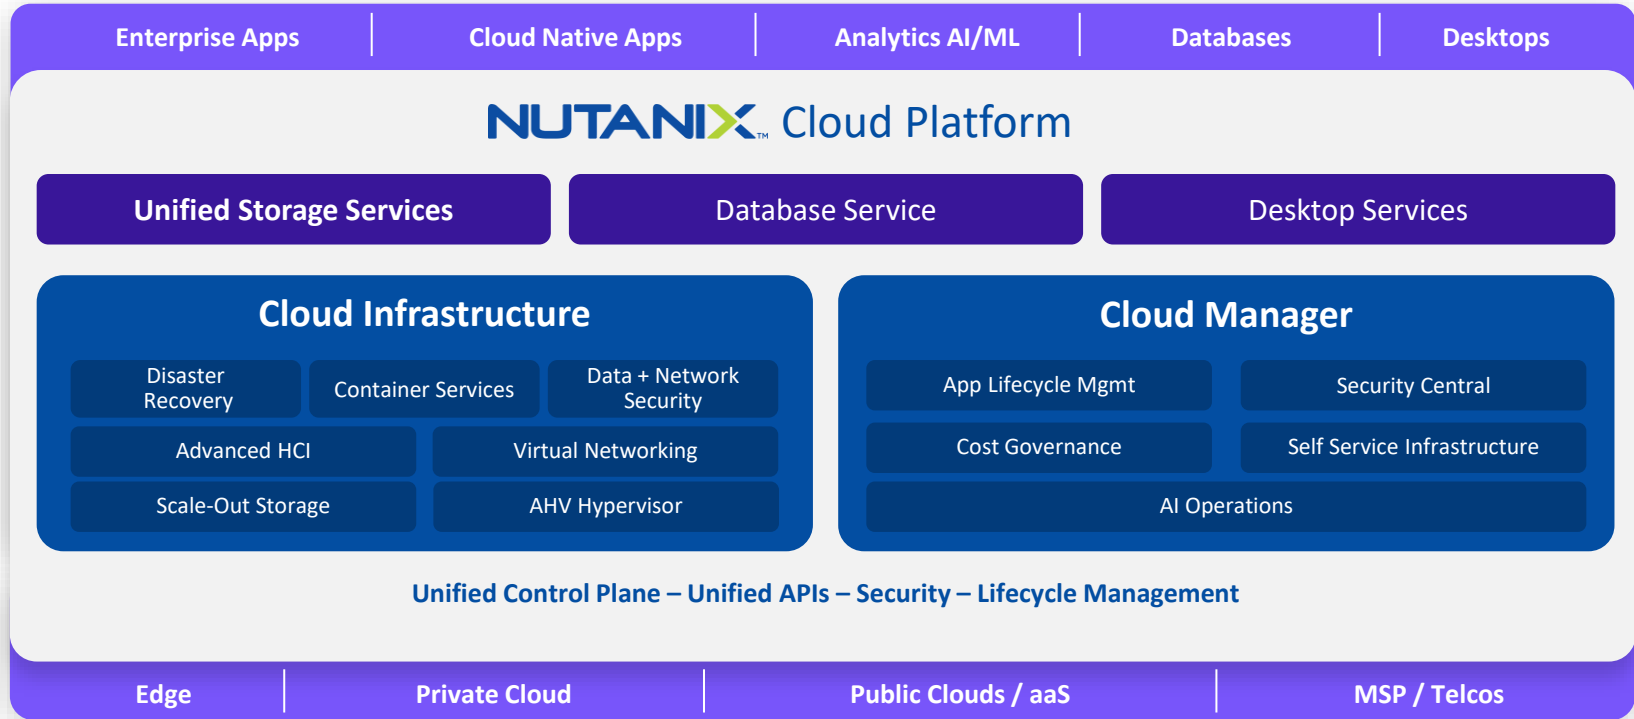 Enterprise Apps
Cloud Native Apps
Analytics AI/ML
Databases
Desktops
NUTANIX™ Cloud Platform
Unified Storage Services
Database Service
Desktop Services
Cloud Infrastructure
Disaster
Recovery
Container Services
Data + Network
Security
Advanced HCI
Virtual Networking
Scale-Out Storage
AHV Hypervisor
Cloud Manager
App Lifecycle Mgmt
Security Central
Cost Governance
Self Service Infrastructure
AI Operations
Unified Control Plane – Unified APIs – Security – Lifecycle Management
Edge
Private Cloud
Public Clouds / aaS
MSP / Telcos